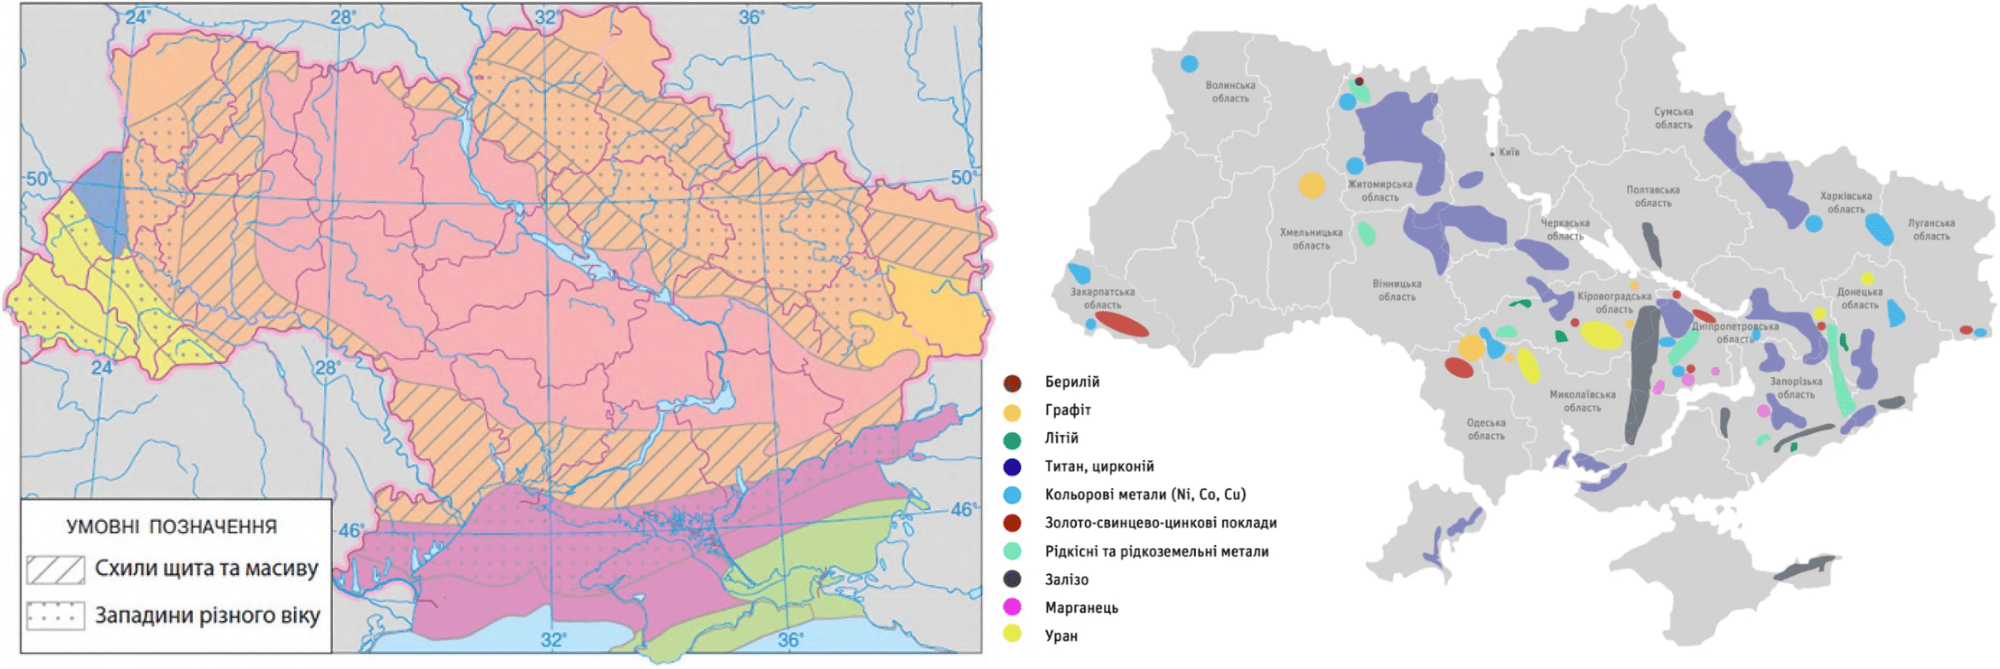 24°
28°
32°
36°
50°
50°
24°
28°
46°
46°
32°
36°
УМОВНІ ПОЗНАЧЕННЯ
Схили щита та масиву
Западини різного віку
Волинська
область
Сумська
область
Київ
Житомирська
область
Полтавська
область
Харківська
область
Луганська
область
Хмельницька
область
Черкаська
область
Вінницька
область
Закарпатська
область
Кіровоградська
область
Донецька
область
Дніпропетровська
область
Запорізька
область
Миколаївська
область
Одеська
область
Берилій
Графіт
Літій
Титан, цирконій
Кольорові метали (Ni, Co, Cu)
Золото-свинцево-цинкові поклади
Рідкісні та рідкоземельні метали
Залізо
Марганець
Уран